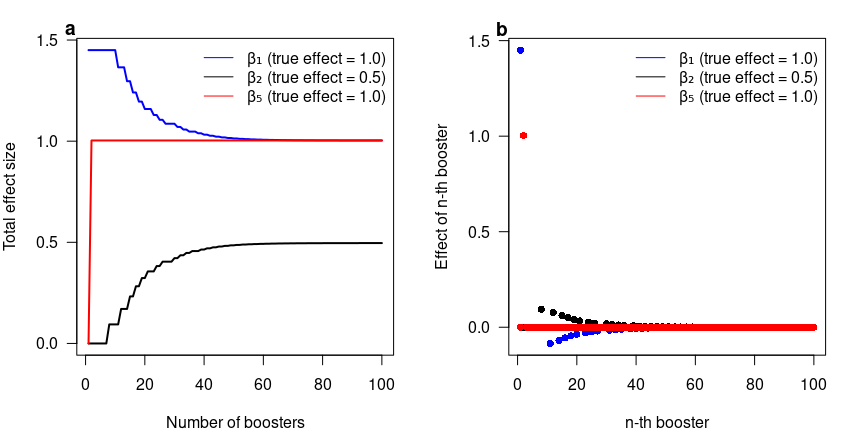 a
1.5
1.0
0.5
0.0
Total effect size
β₁ (true effect = 1.0)
β₂ (true effect = 0.5)
β₅ (true effect = 1.0)
0 20 40 60 80 100
Number of boosters
b
1.5
1.0
0.5
0.0
Effect of n-th booster
β₁ (true effect = 1.0)
β₂ (true effect = 0.5)
β₅ (true effect = 1.0)
0 20 40 60 80 100
n-th booster